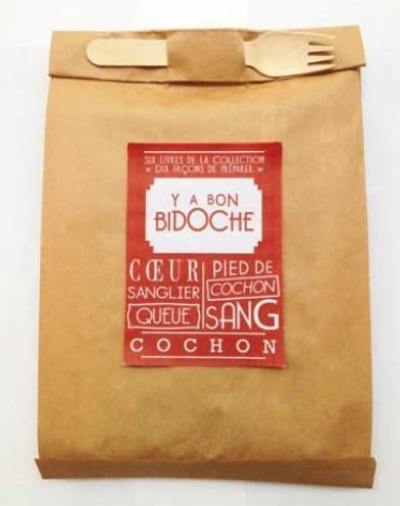 SIX LIVRES DE LA COLLECTION
« DIX FAÇONS DE PRÉPARER »
Y A BON
BIDOCHE
CŒUR
SANGLIER
QUEUE
PIED DE
COCHON
SANG
COCHON